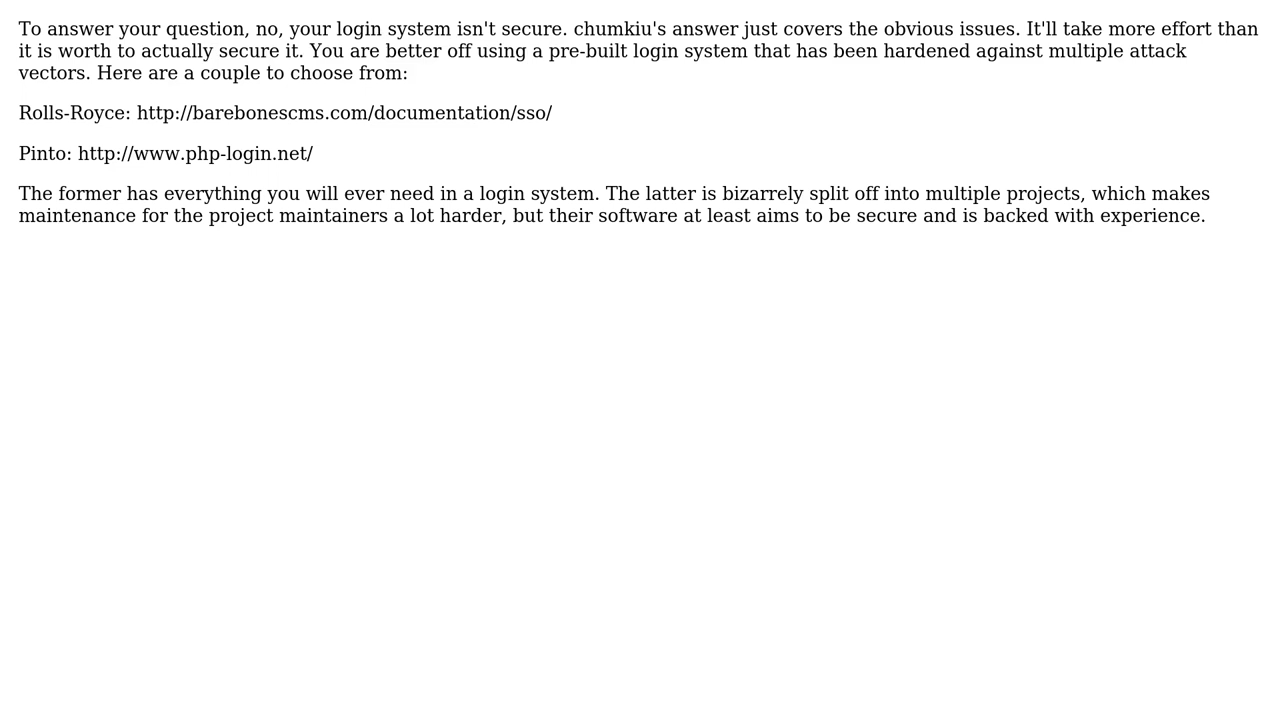 To answer your question, no, your login system isn't secure. chumkiu's answer just covers the obvious issues. It'll take more effort than
it is worth to actually secure it. You are better off using a pre-built login system that has been hardened against multiple attack
vectors. Here are a couple to choose from:
Rolls-Royce: http://barebonescms.com/documentation/sso/
Pinto: http://www.php-login.net/
The former has everything you will ever need in a login system. The latter is bizarrely split off into multiple projects, which makes
maintenance for the project maintainers a lot harder, but their software at least aims to be secure and is backed with experience.